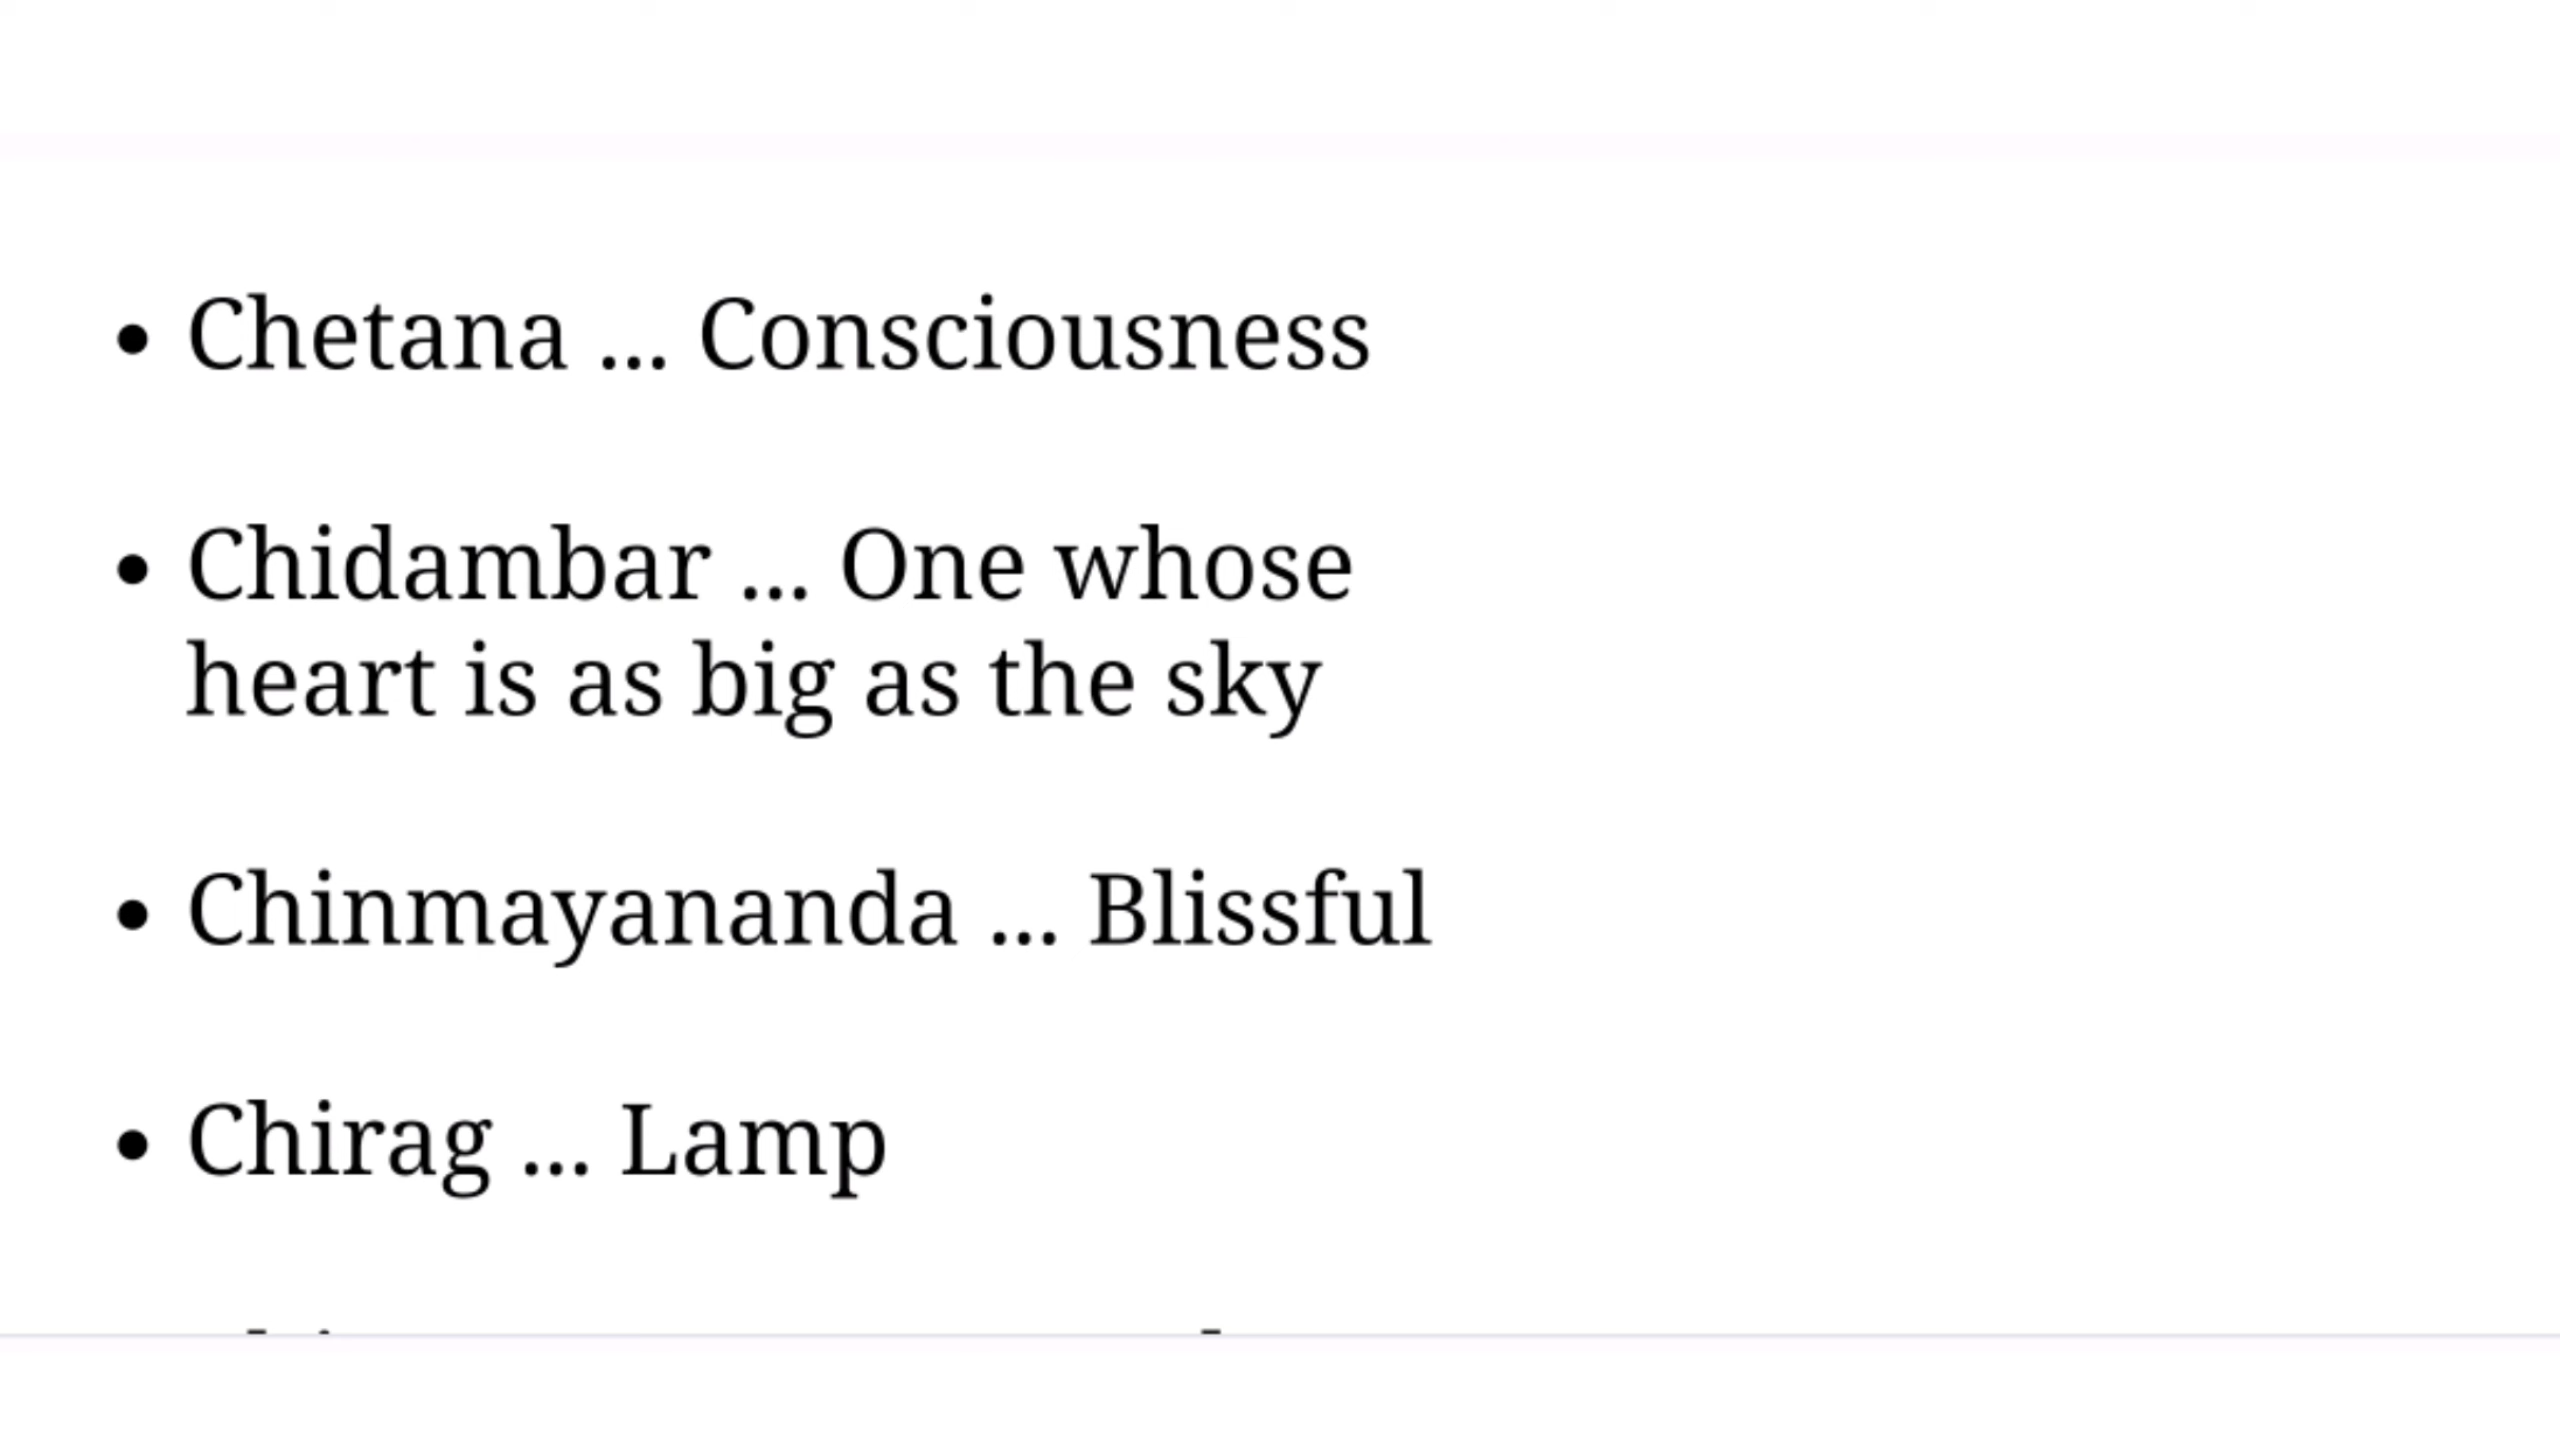 • Chetana ... Consciousness
• Chidambar ... One whose
heart is as big as the sky
• Chinmayananda ... Blissful
• Chirag ... Lamp